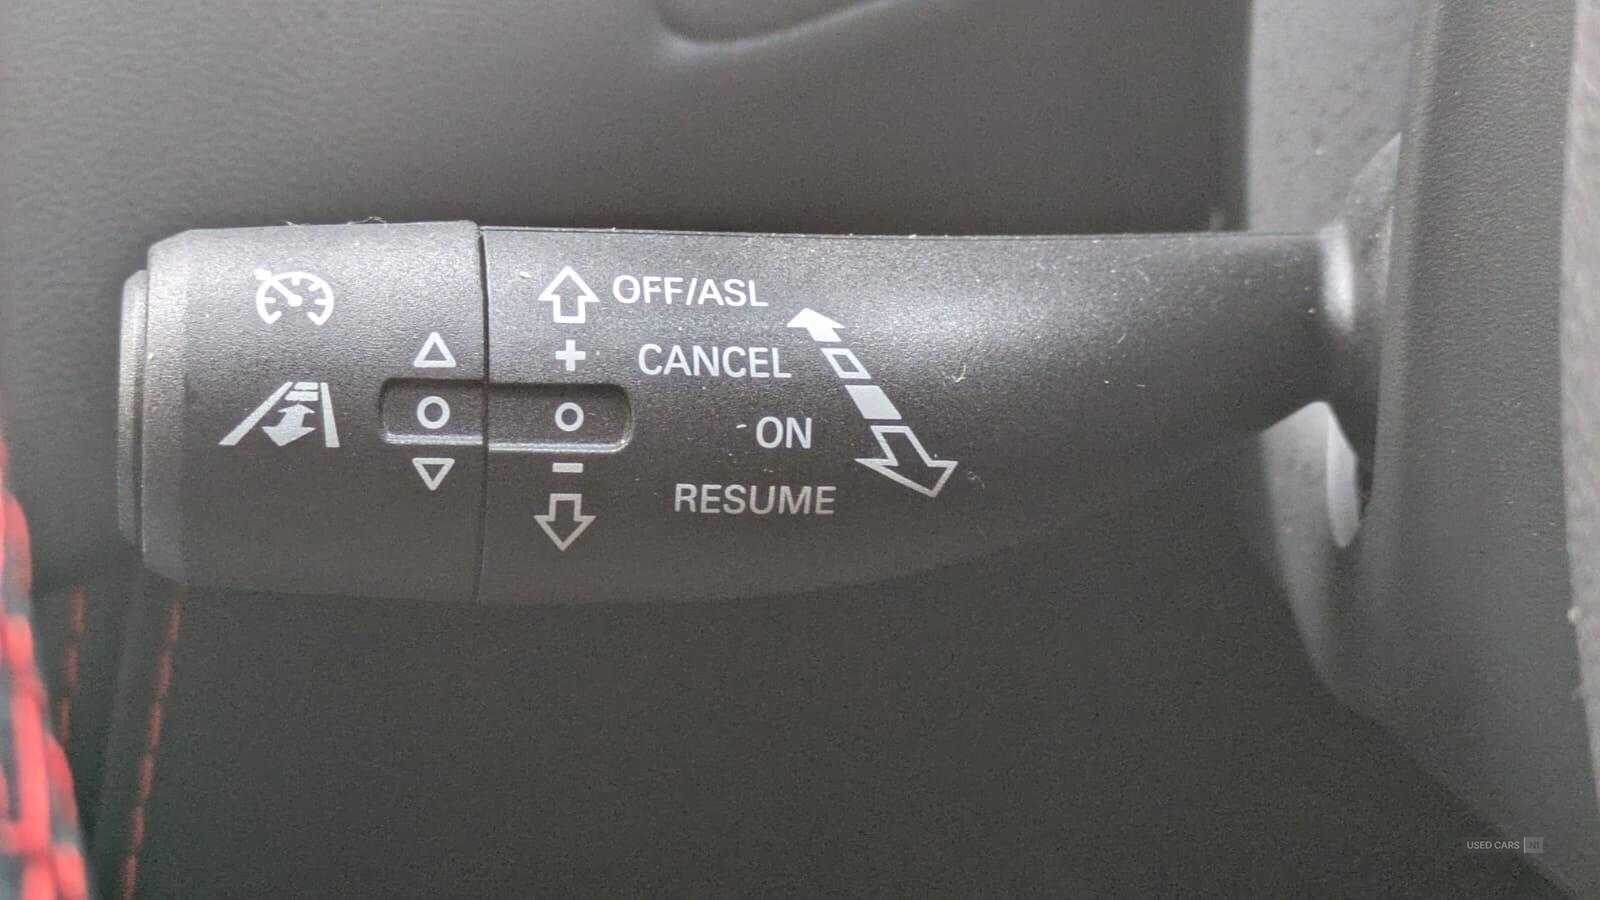 OFF/ASL
+
CANCEL
ON
RESUME
USED CARS NI